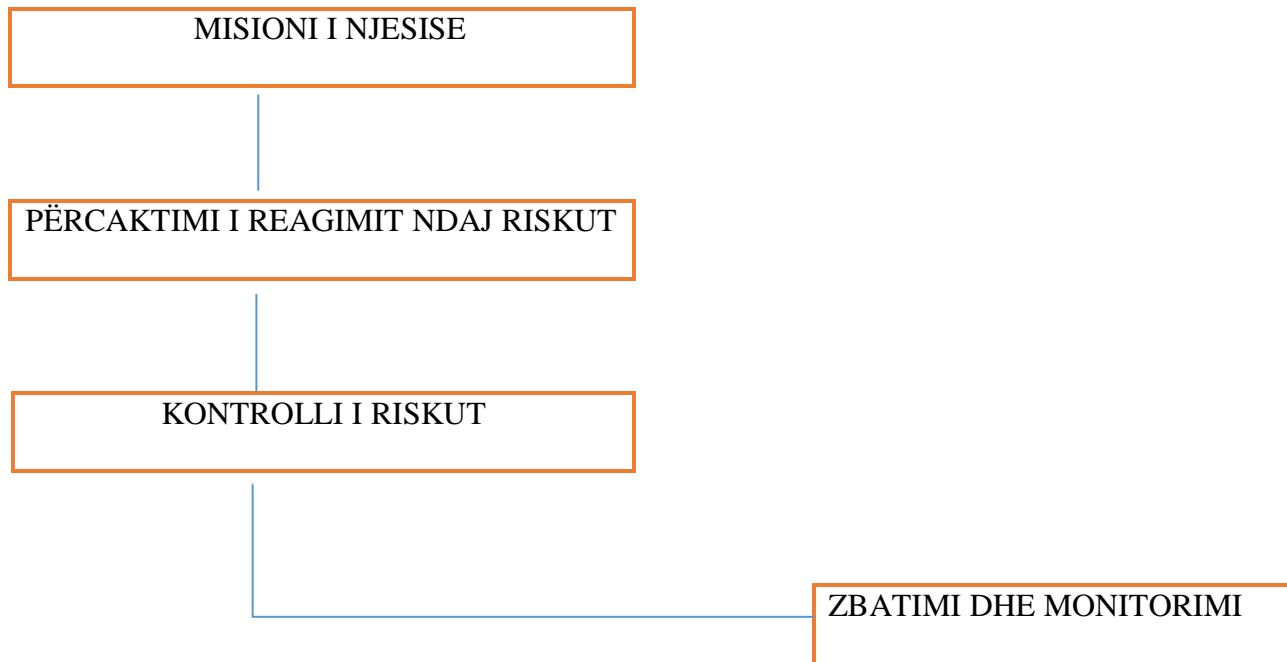 MISIONI I NJESISE
PËRCAKTIMI I REAGIMIT NDAJ RISKUT
KONTROLLI I RISKUT
ZBATIMI DHE MONITORIMI